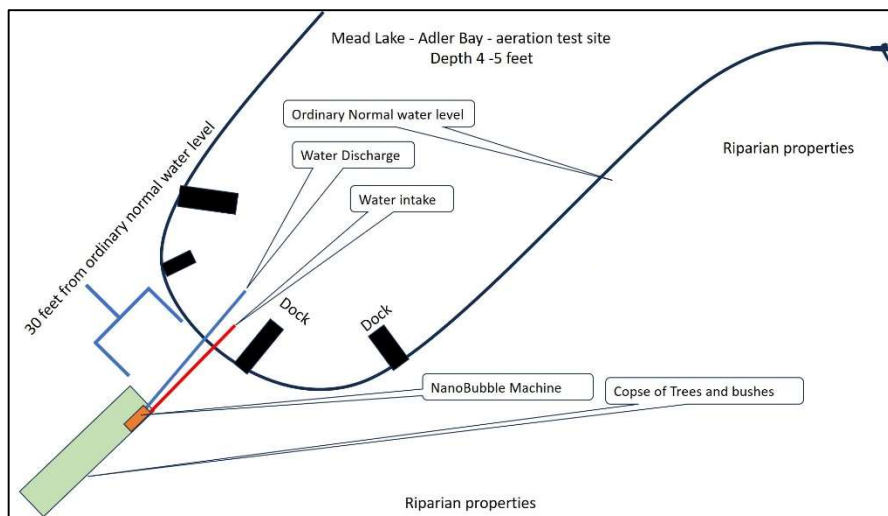 Mead Lake - Adler Bay - aeration test site
Depth 4 -5 feet
Ordinary Normal water level
Riparian properties
Water Discharge
Water intake
30 feet from ordinary normal water level
Dock
Dock
NanoBubble Machine
Copse of Trees and bushes
Riparian properties